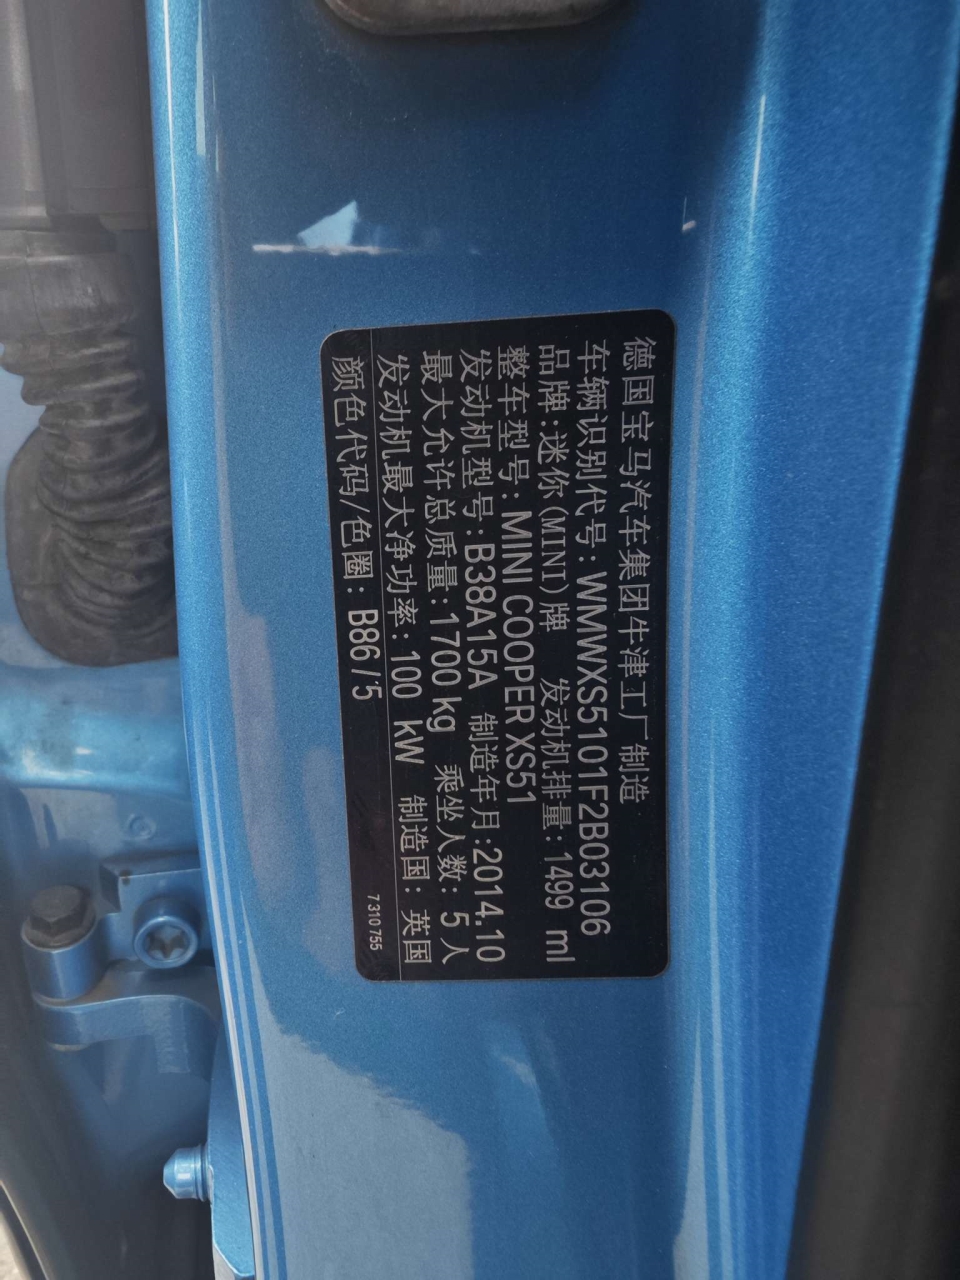 德国宝马汽车集团牛津工厂制造
车辆识别代号: WMWXS5101F2B03106
品牌:迷你(MINI)牌 发动机排量:1499 ml
整车型号: MINI COOPER XS51
发动机型号:B38A15A 制造年月:2014.10
最大允许总质量:1700 kg 乘坐人数: 5 人
发动机最大净功率: 100 kW 制造国: 英国
颜色代码/色圈: B86/5 7 310 755